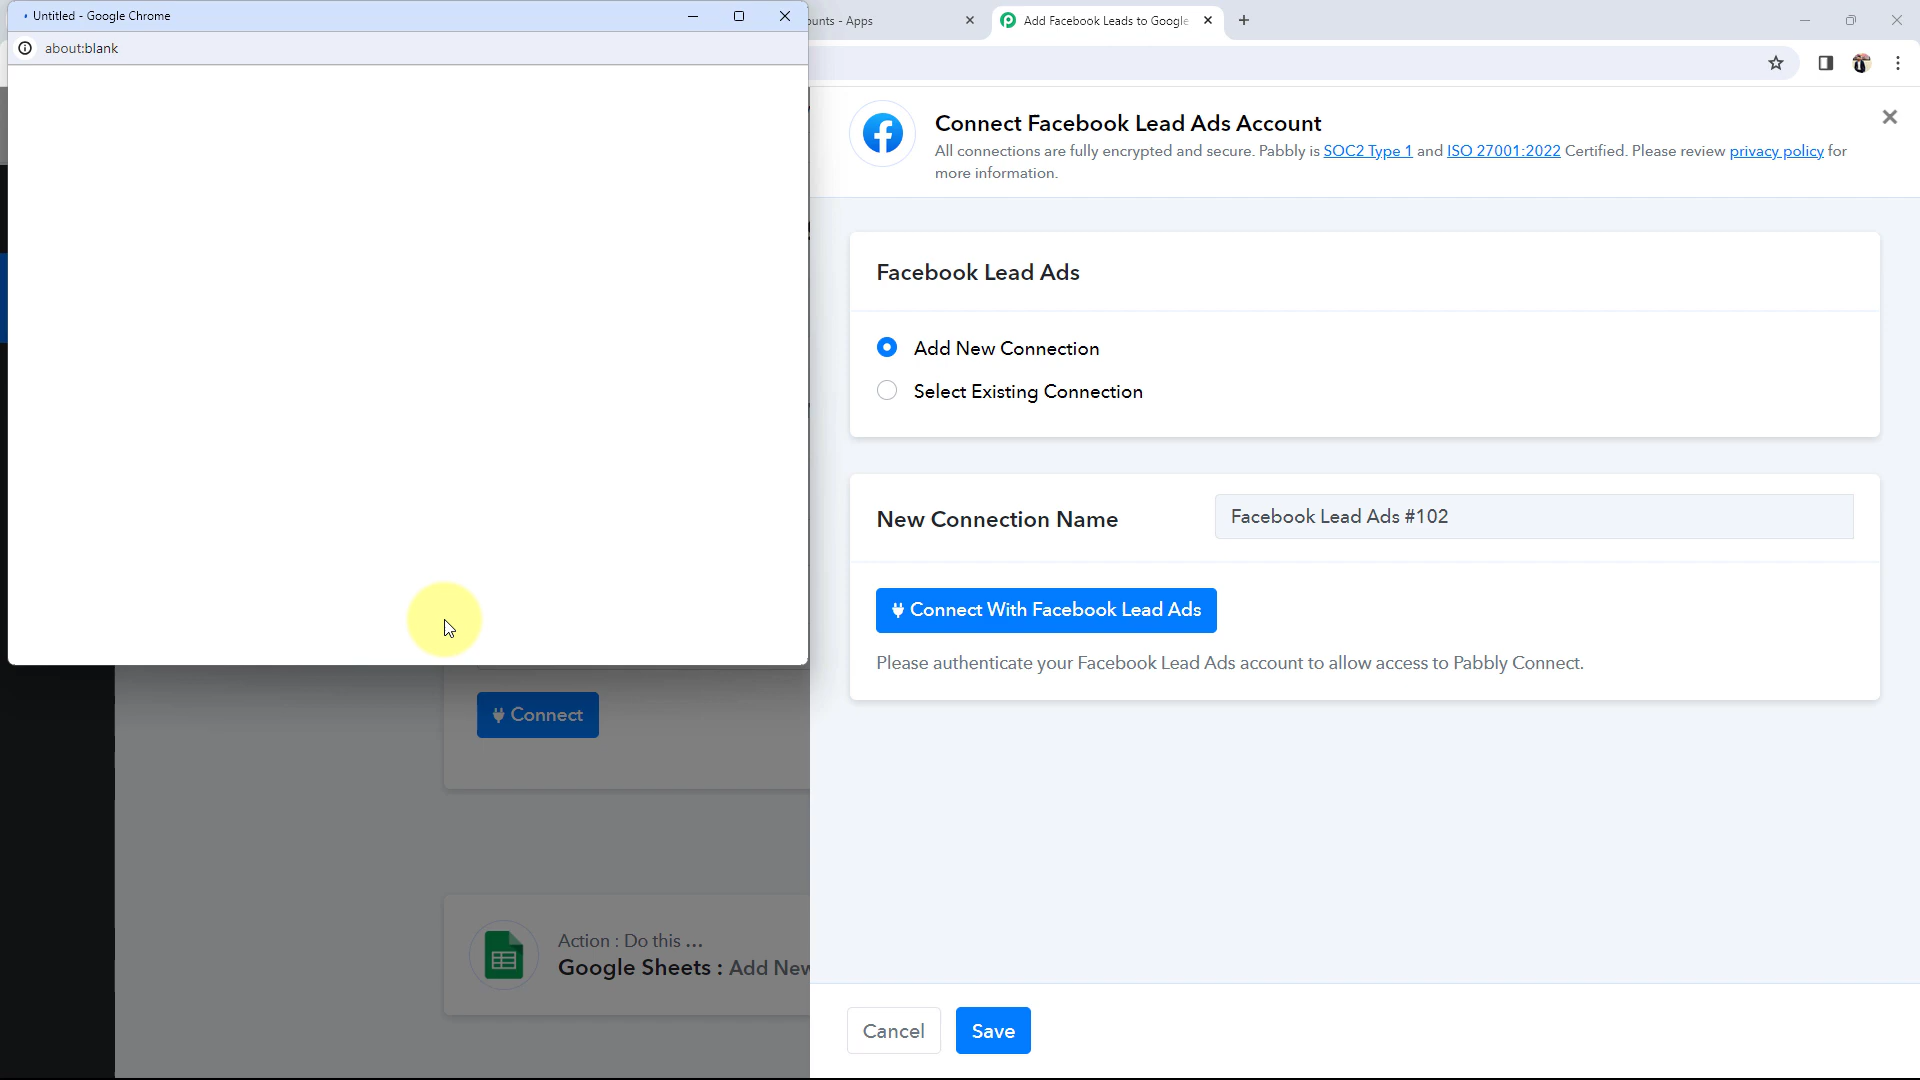 Untitled - Google Chrome
about:blank
ounts - Apps
Add Facebook Leads to Google
Connect Facebook Lead Ads Account
All connections are fully encrypted and secure. Pabbly is SOC2 Type 1 and ISO 27001:2022 Certified. Please review privacy policy for
more information.
Facebook Lead Ads
Add New Connection
Select Existing Connection
New Connection Name
Facebook Lead Ads #102
Connect With Facebook Lead Ads
Please authenticate your Facebook Lead Ads account to allow access to Pabbly Connect.
Connect
Action : Do this ...
Google Sheets : Add New
Cancel
Save